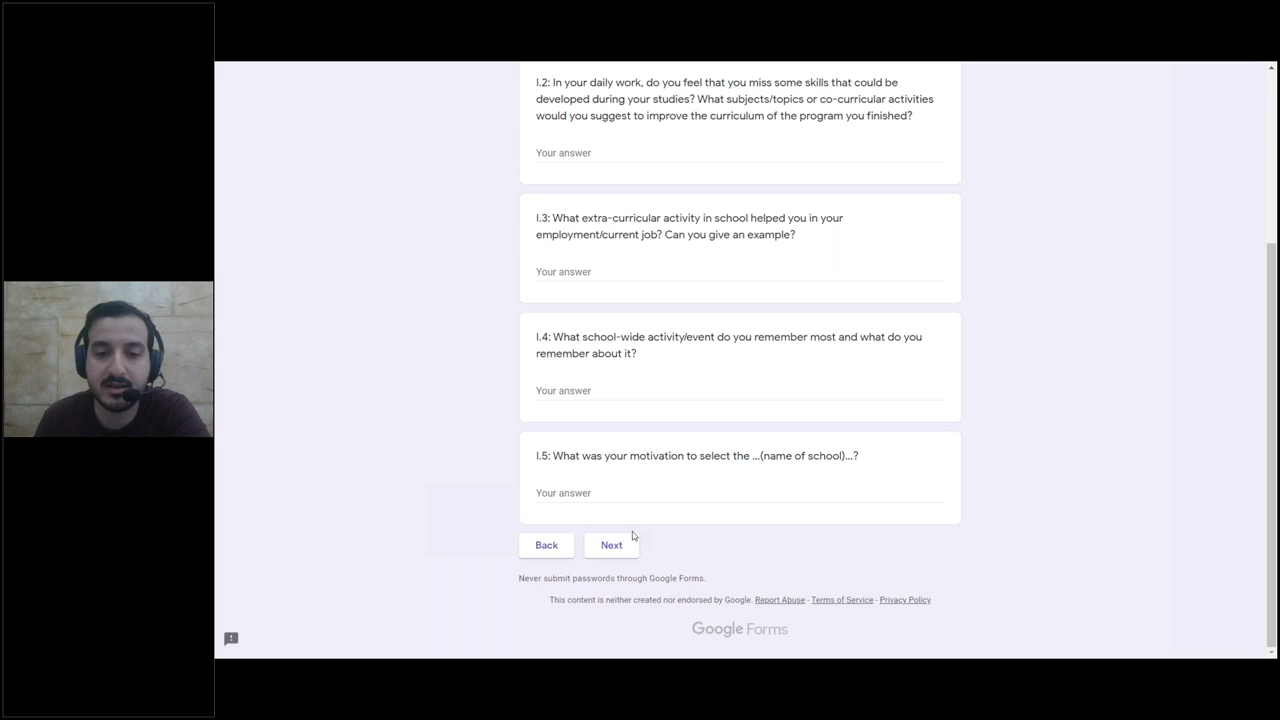 I.2: In your daily work, do you feel that you miss some skills that could be
developed during your studies? What subjects/topics or co-curricular activities
would you suggest to improve the curriculum of the program you finished?
Your answer
I.3: What extra-curricular activity in school helped you in your
employment/current job? Can you give an example?
Your answer
I.4: What school-wide activity/event do you remember most and what do you
remember about it?
Your answer
I.5: What was your motivation to select the ...(name of school)...?
Your answer
Back Next
Never submit passwords through Google Forms.
This content is neither created nor endorsed by Google. Report Abuse - Terms of Service - Privacy Policy
Google Forms